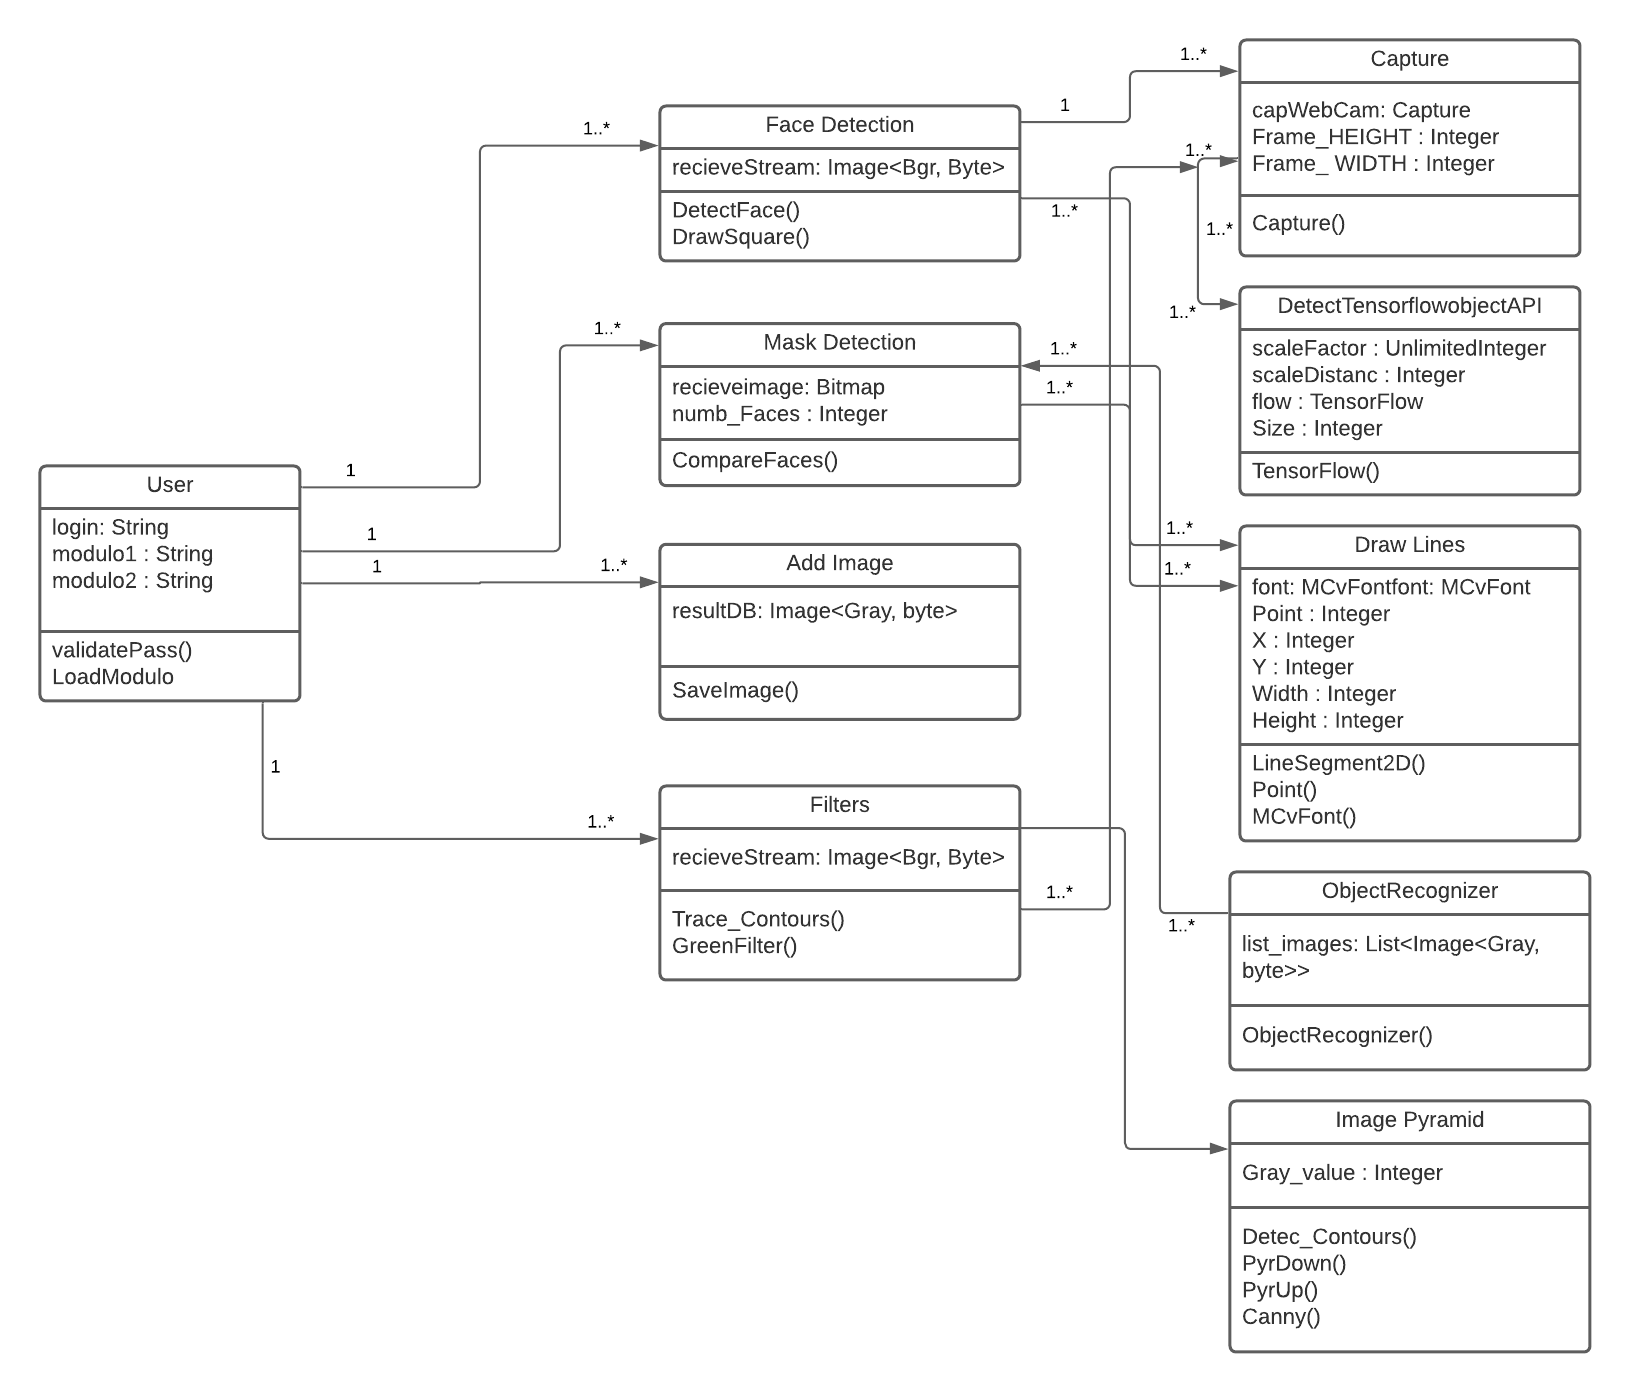 User
login: String
modulo1 : String
modulo2 : String
validatePass()
LoadModulo
1
1..*
1
1..*
1
1..*
1
1..*
Face Detection
recieveStream: Image<Bgr, Byte>
DetectFace()
DrawSquare()
1
1..*
1..*
Mask Detection
recieveimage: Bitmap
numb_Faces : Integer
CompareFaces()
1..*
1..*
Add Image
resultDB: Image<Gray, byte>
SaveImage()
Filters
recieveStream: Image<Bgr, Byte>
Trace_Contours()
GreenFilter()
1..*
Capture
capWebCam: Capture
Frame_HEIGHT : Integer
Frame_ WIDTH : Integer
Capture()
1..*
1..*
1..*
DetectTensorflowobjectAPI
scaleFactor : UnlimitedInteger
scaleDistanc : Integer
flow : TensorFlow
Size : Integer
TensorFlow()
1..*
1..*
Draw Lines
font: MCvFontfont: MCvFont
Point : Integer
X : Integer
Y : Integer
Width : Integer
Height : Integer
LineSegment2D()
Point()
MCvFont()
ObjectRecognizer
list_images: List<Image<Gray,
byte>>
ObjectRecognizer()
1..*
Image Pyramid
Gray_value : Integer
Detec_Contours()
PyrDown()
PyrUp()
Canny()